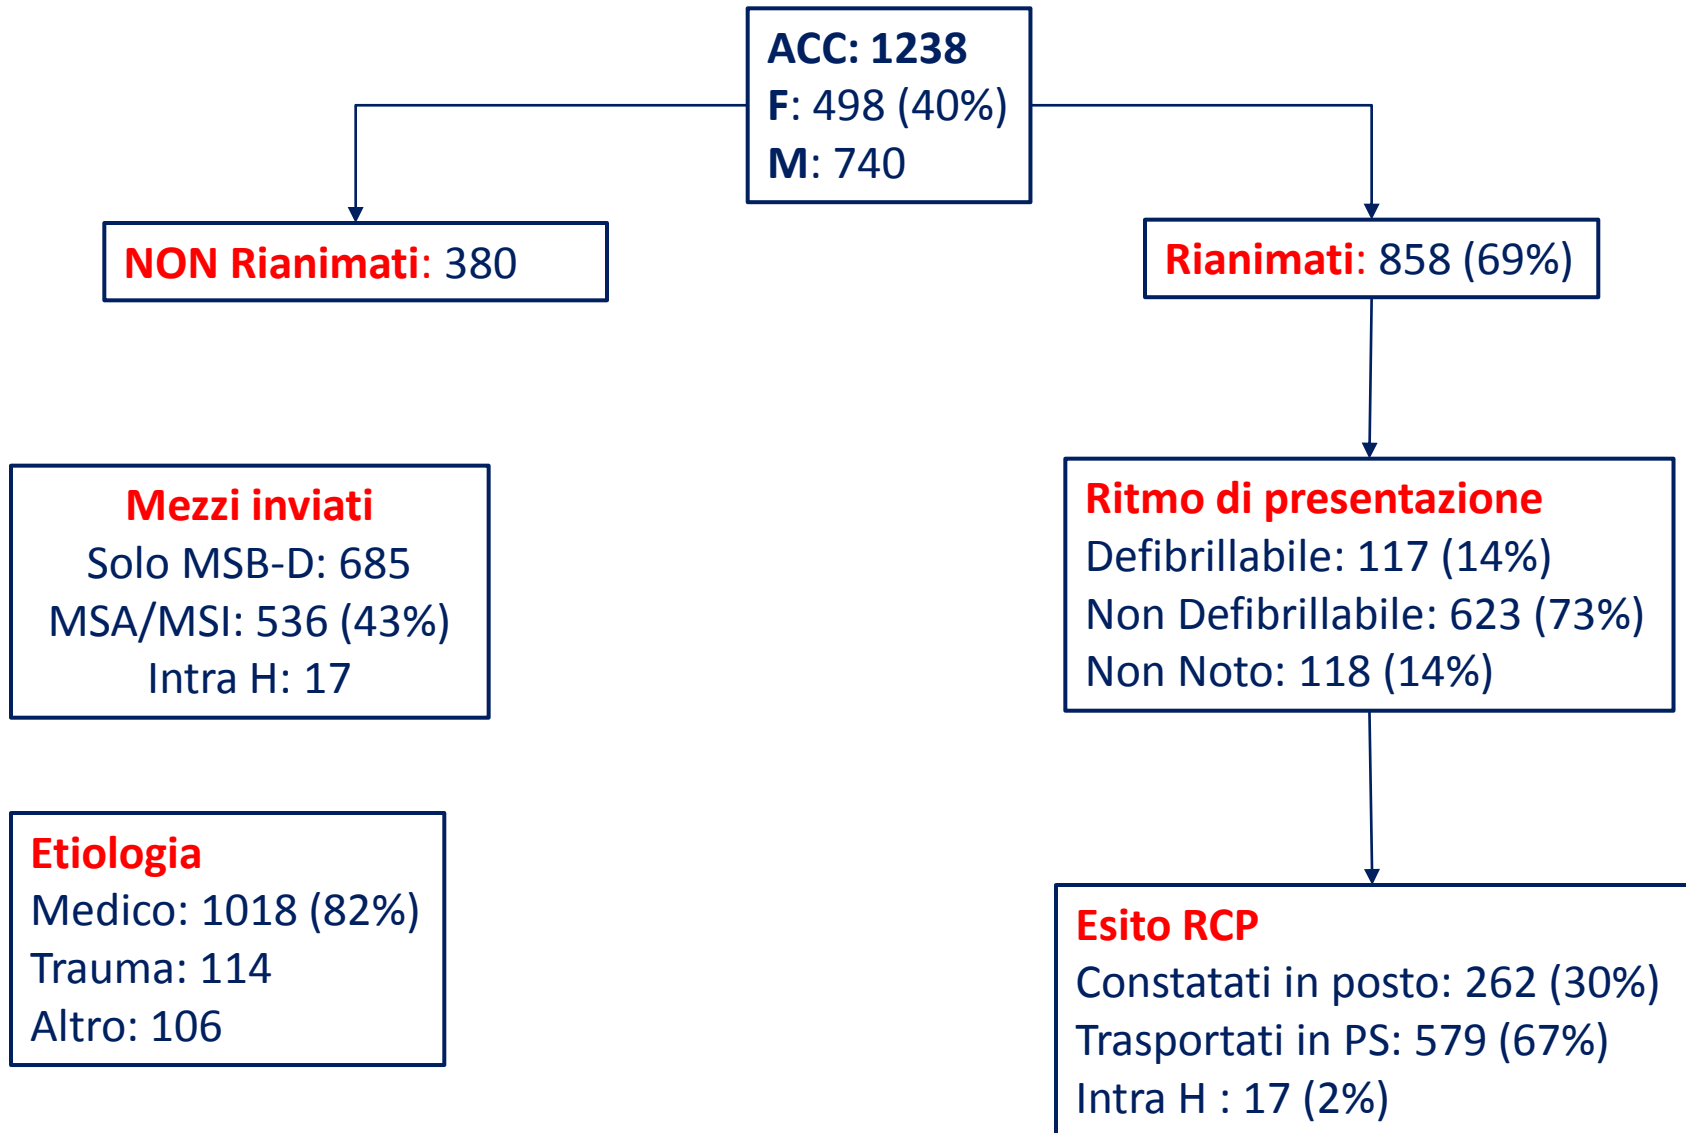 ACC: 1238
F: 498 (40%)
M: 740
NON Rianimati: 380
Rianimati: 858 (69%)
Mezzi inviati
Solo MSB-D: 685
MSA/MSI: 536 (43%)
Intra H: 17
Ritmo di presentazione
Defibrillabile: 117 (14%)
Non Defibrillabile: 623 (73%)
Non Noto: 118 (14%)
Etiologia
Medico: 1018 (82%)
Trauma: 114
Altro: 106
Esito RCP
Constatati in posto: 262 (30%)
Trasportati in PS: 579 (67%)
Intra H : 17 (2%)